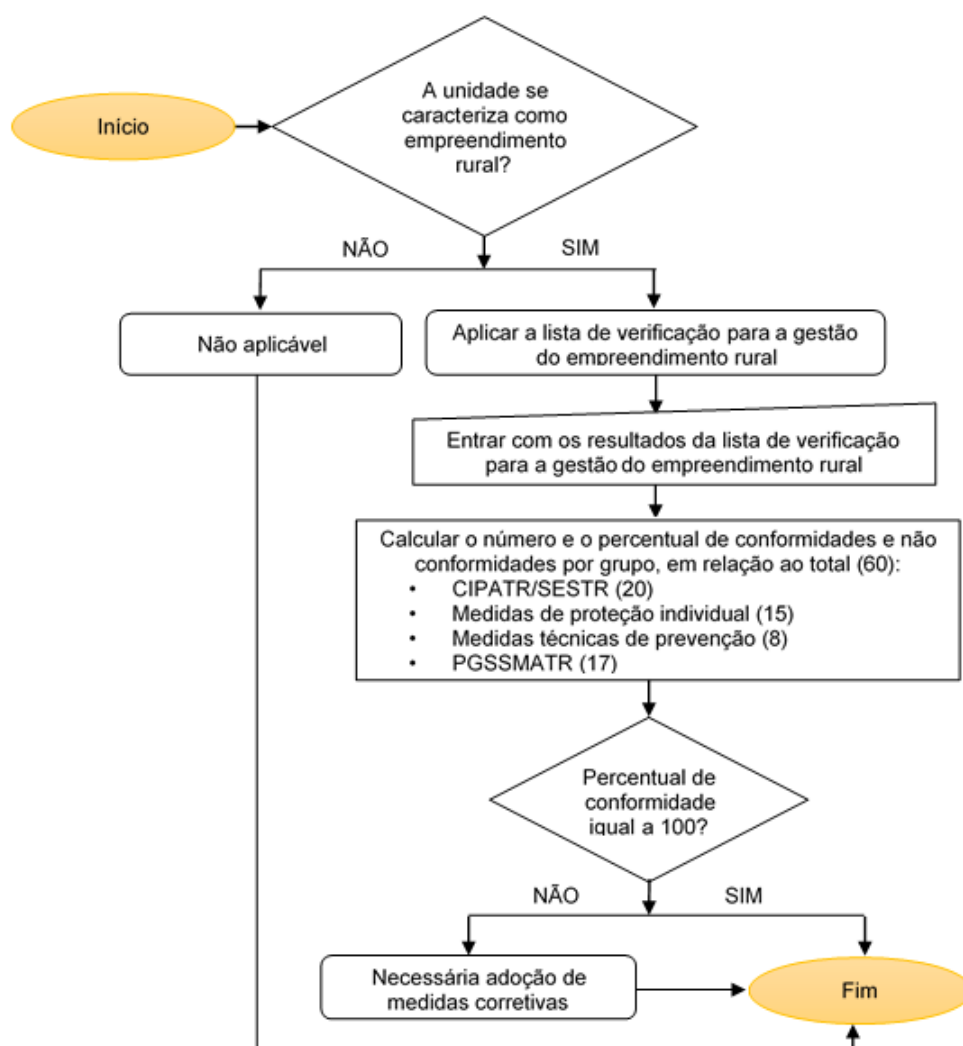 A unidade se
caracteriza como
empreendimento
rural?
Início
NÃO
SIM
Não aplicável
Aplicar a lista de verificação para a gestão
do empreendimento rural
Entrar com os resultados da lista de verificação
para a gestão do empreendimento rural
Calcular o número e o percentual de conformidades e não
conformidades por grupo, em relação ao total (60):
• CIPATR/SESTR (20)
• Medidas de proteção individual (15)
• Medidas técnicas de prevenção (8)
• PGSSMATR (17)
Percentual de
conformidade
igual a 100?
NÃO
SIM
Necessária adoção de
medidas corretivas
Fim